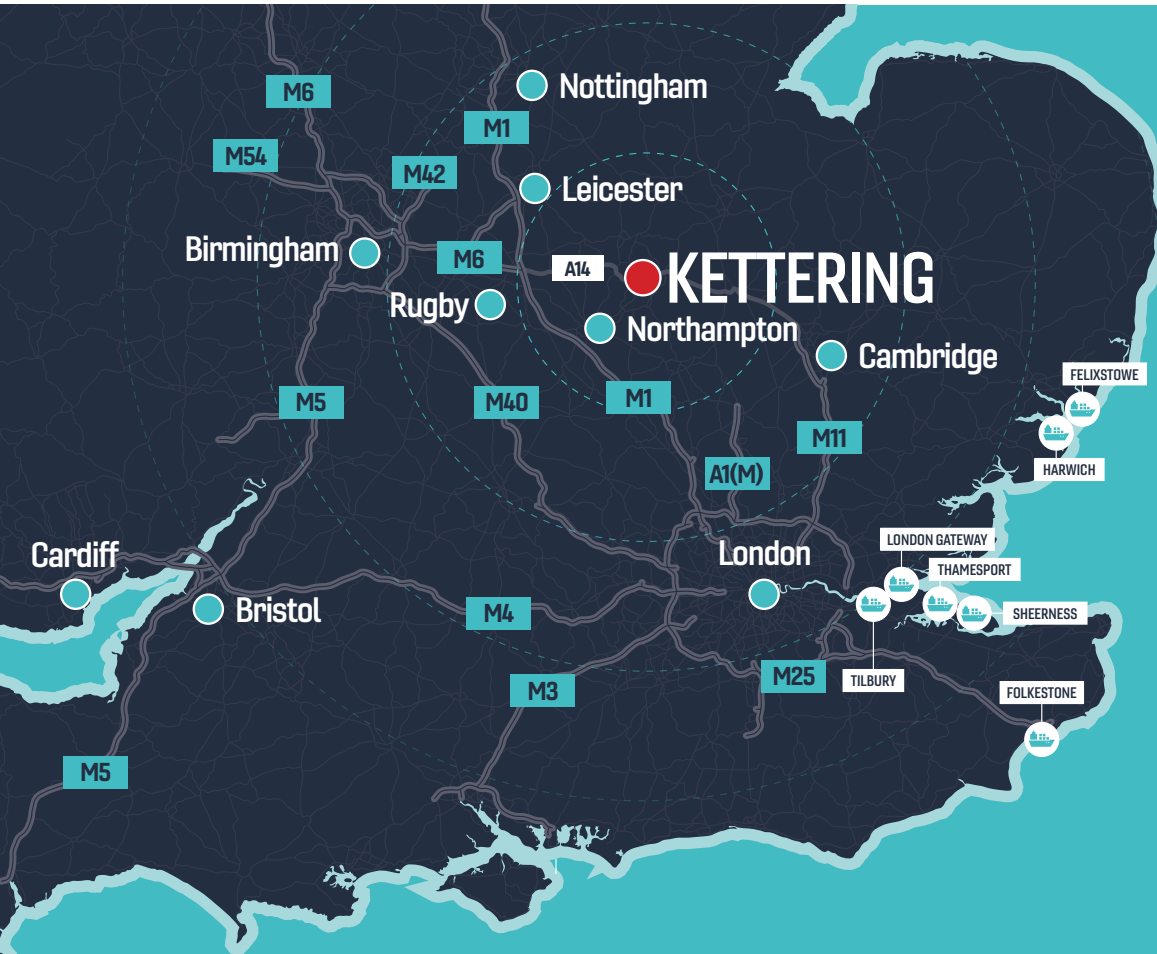 Nottingham
M6
M1
M54
M42
Leicester
Birmingham
M6
A14
KETTERING
Rugby
Northampton
Cambridge
FELIXSTOWE
M5
M40
M1
M11
HARWICH
A1(M)
LONDON GATEWAY
Cardiff
London
THAMESPORT
Bristol
M4
SHEERNESS
M25
TILBURY
M3
FOLKESTONE
M5